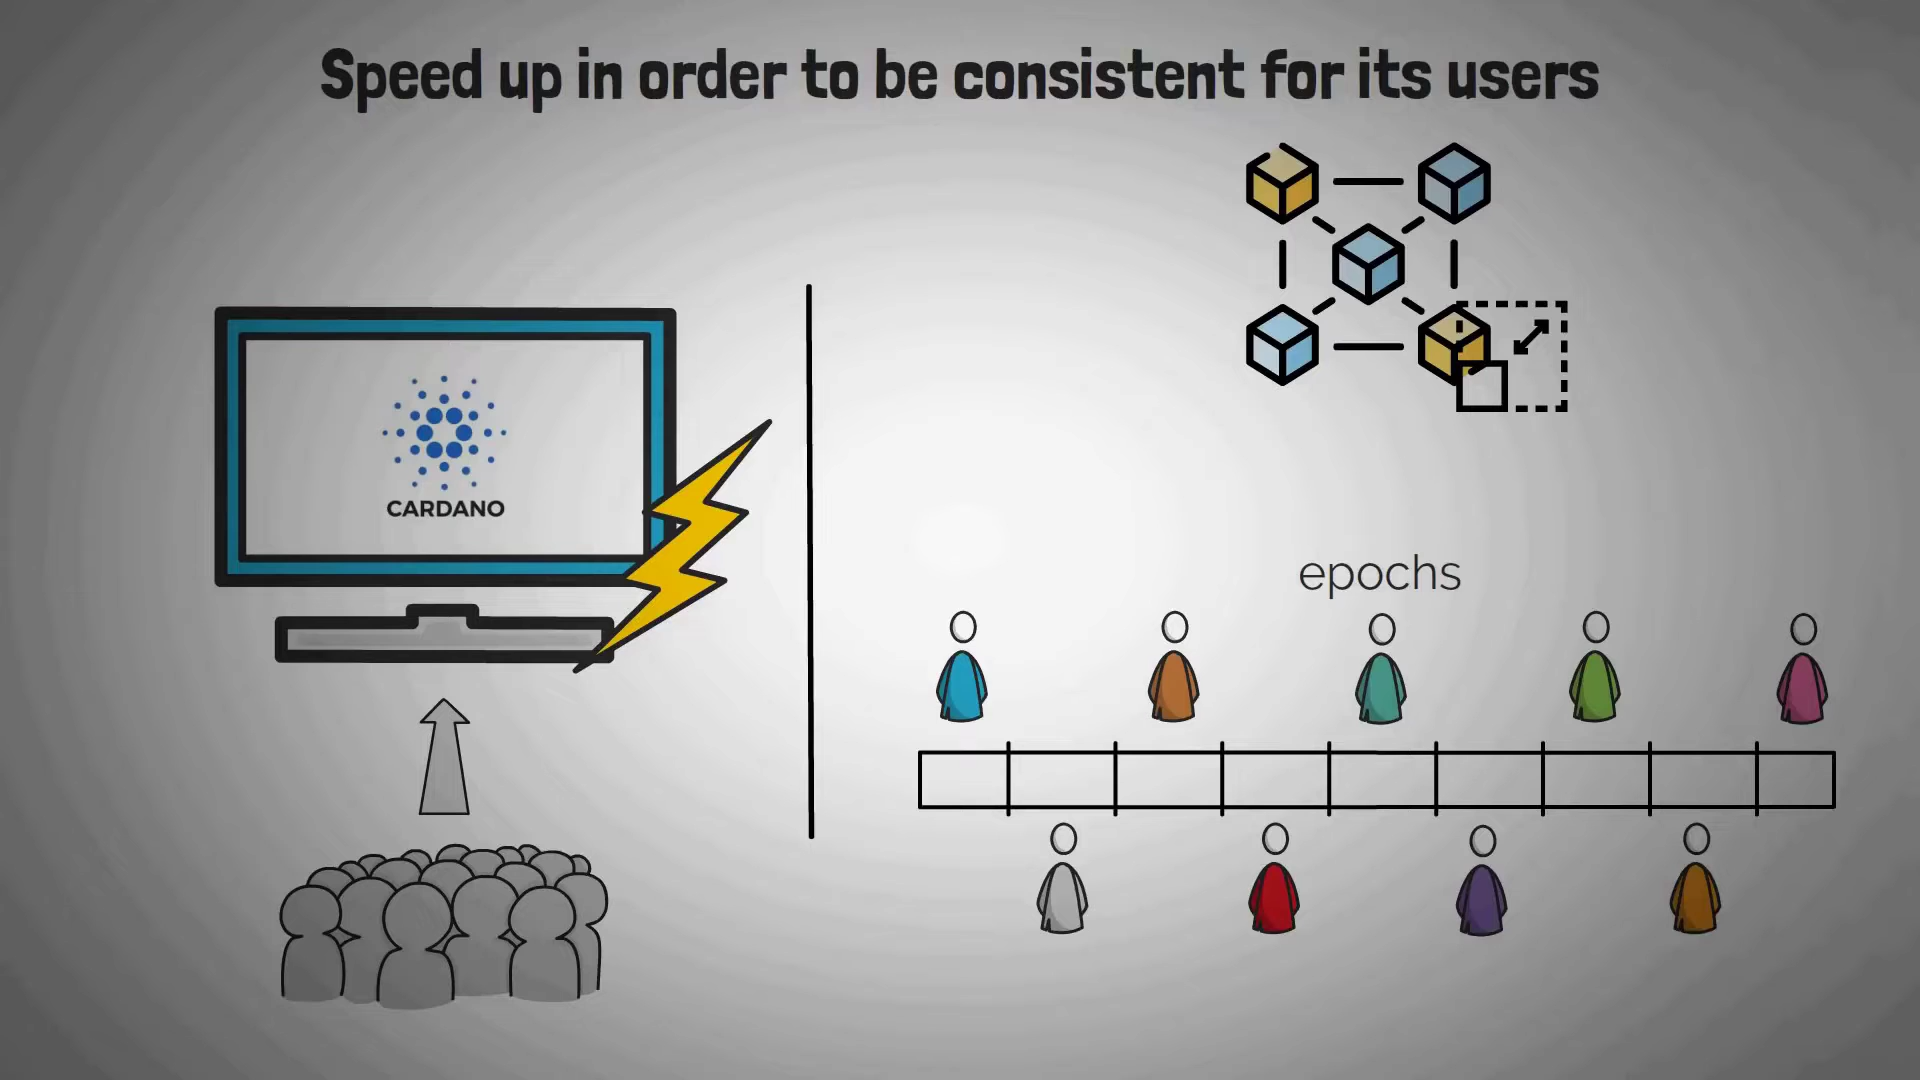 Speed up in order to be consistent for its users
CARDANO
epochs